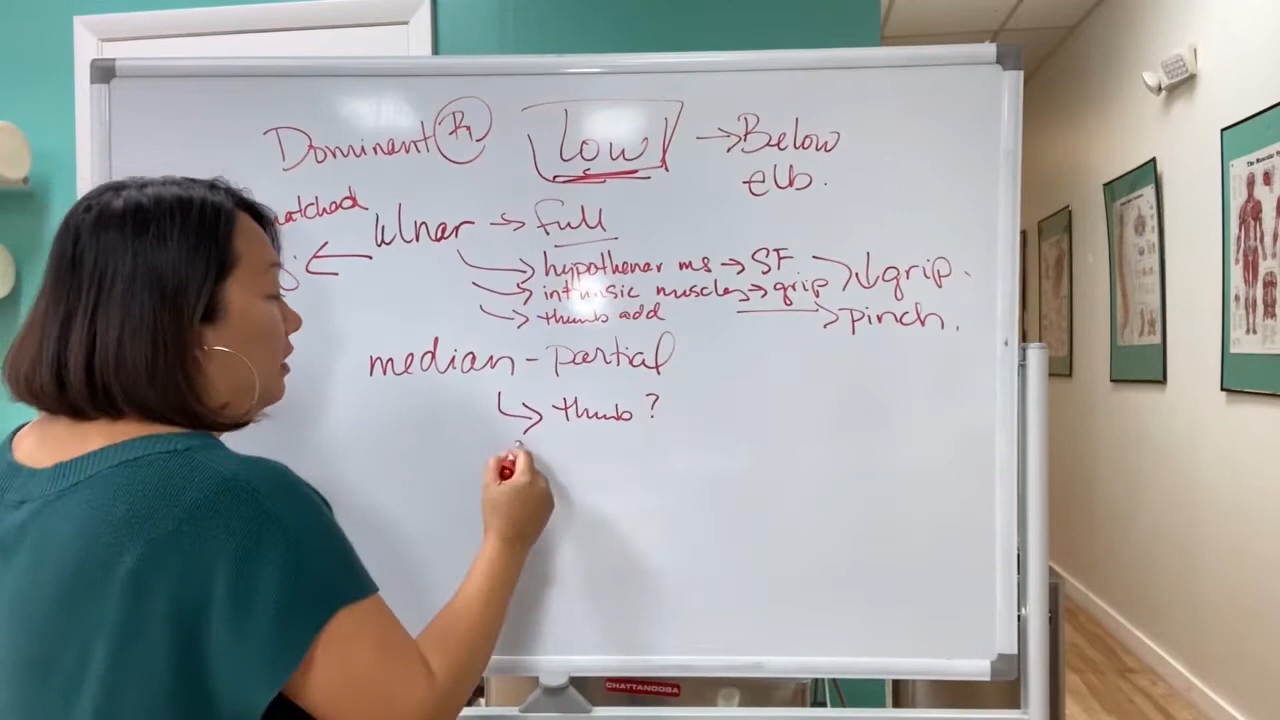 Dominant R Low → Below
elb.
Ulnar → full
hypothenar ms → SF ↓grip.
intrinsic muscles → grip
thumb add → pinch.
median - partial
thumb ?
CHATTANOOGA